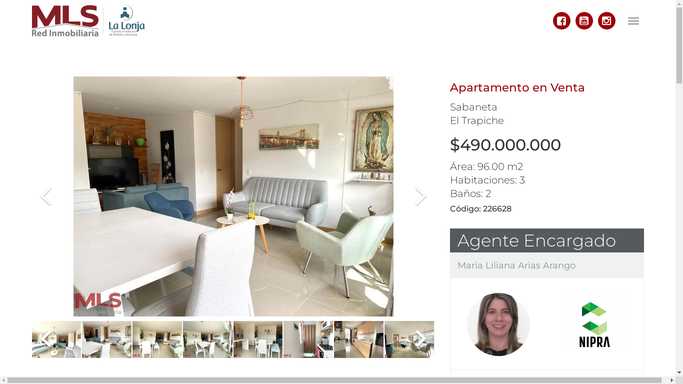 MLS
Red Inmobiliaria
La Lonja
Apartamento en Venta
Sabaneta
El Trapiche
$490.000.000
Área: 96.00 m2
Habitaciones: 3
Baños: 2
Código: 226628
Agente Encargado
Maria Liliana Arias Arango
MLS
NIPRA